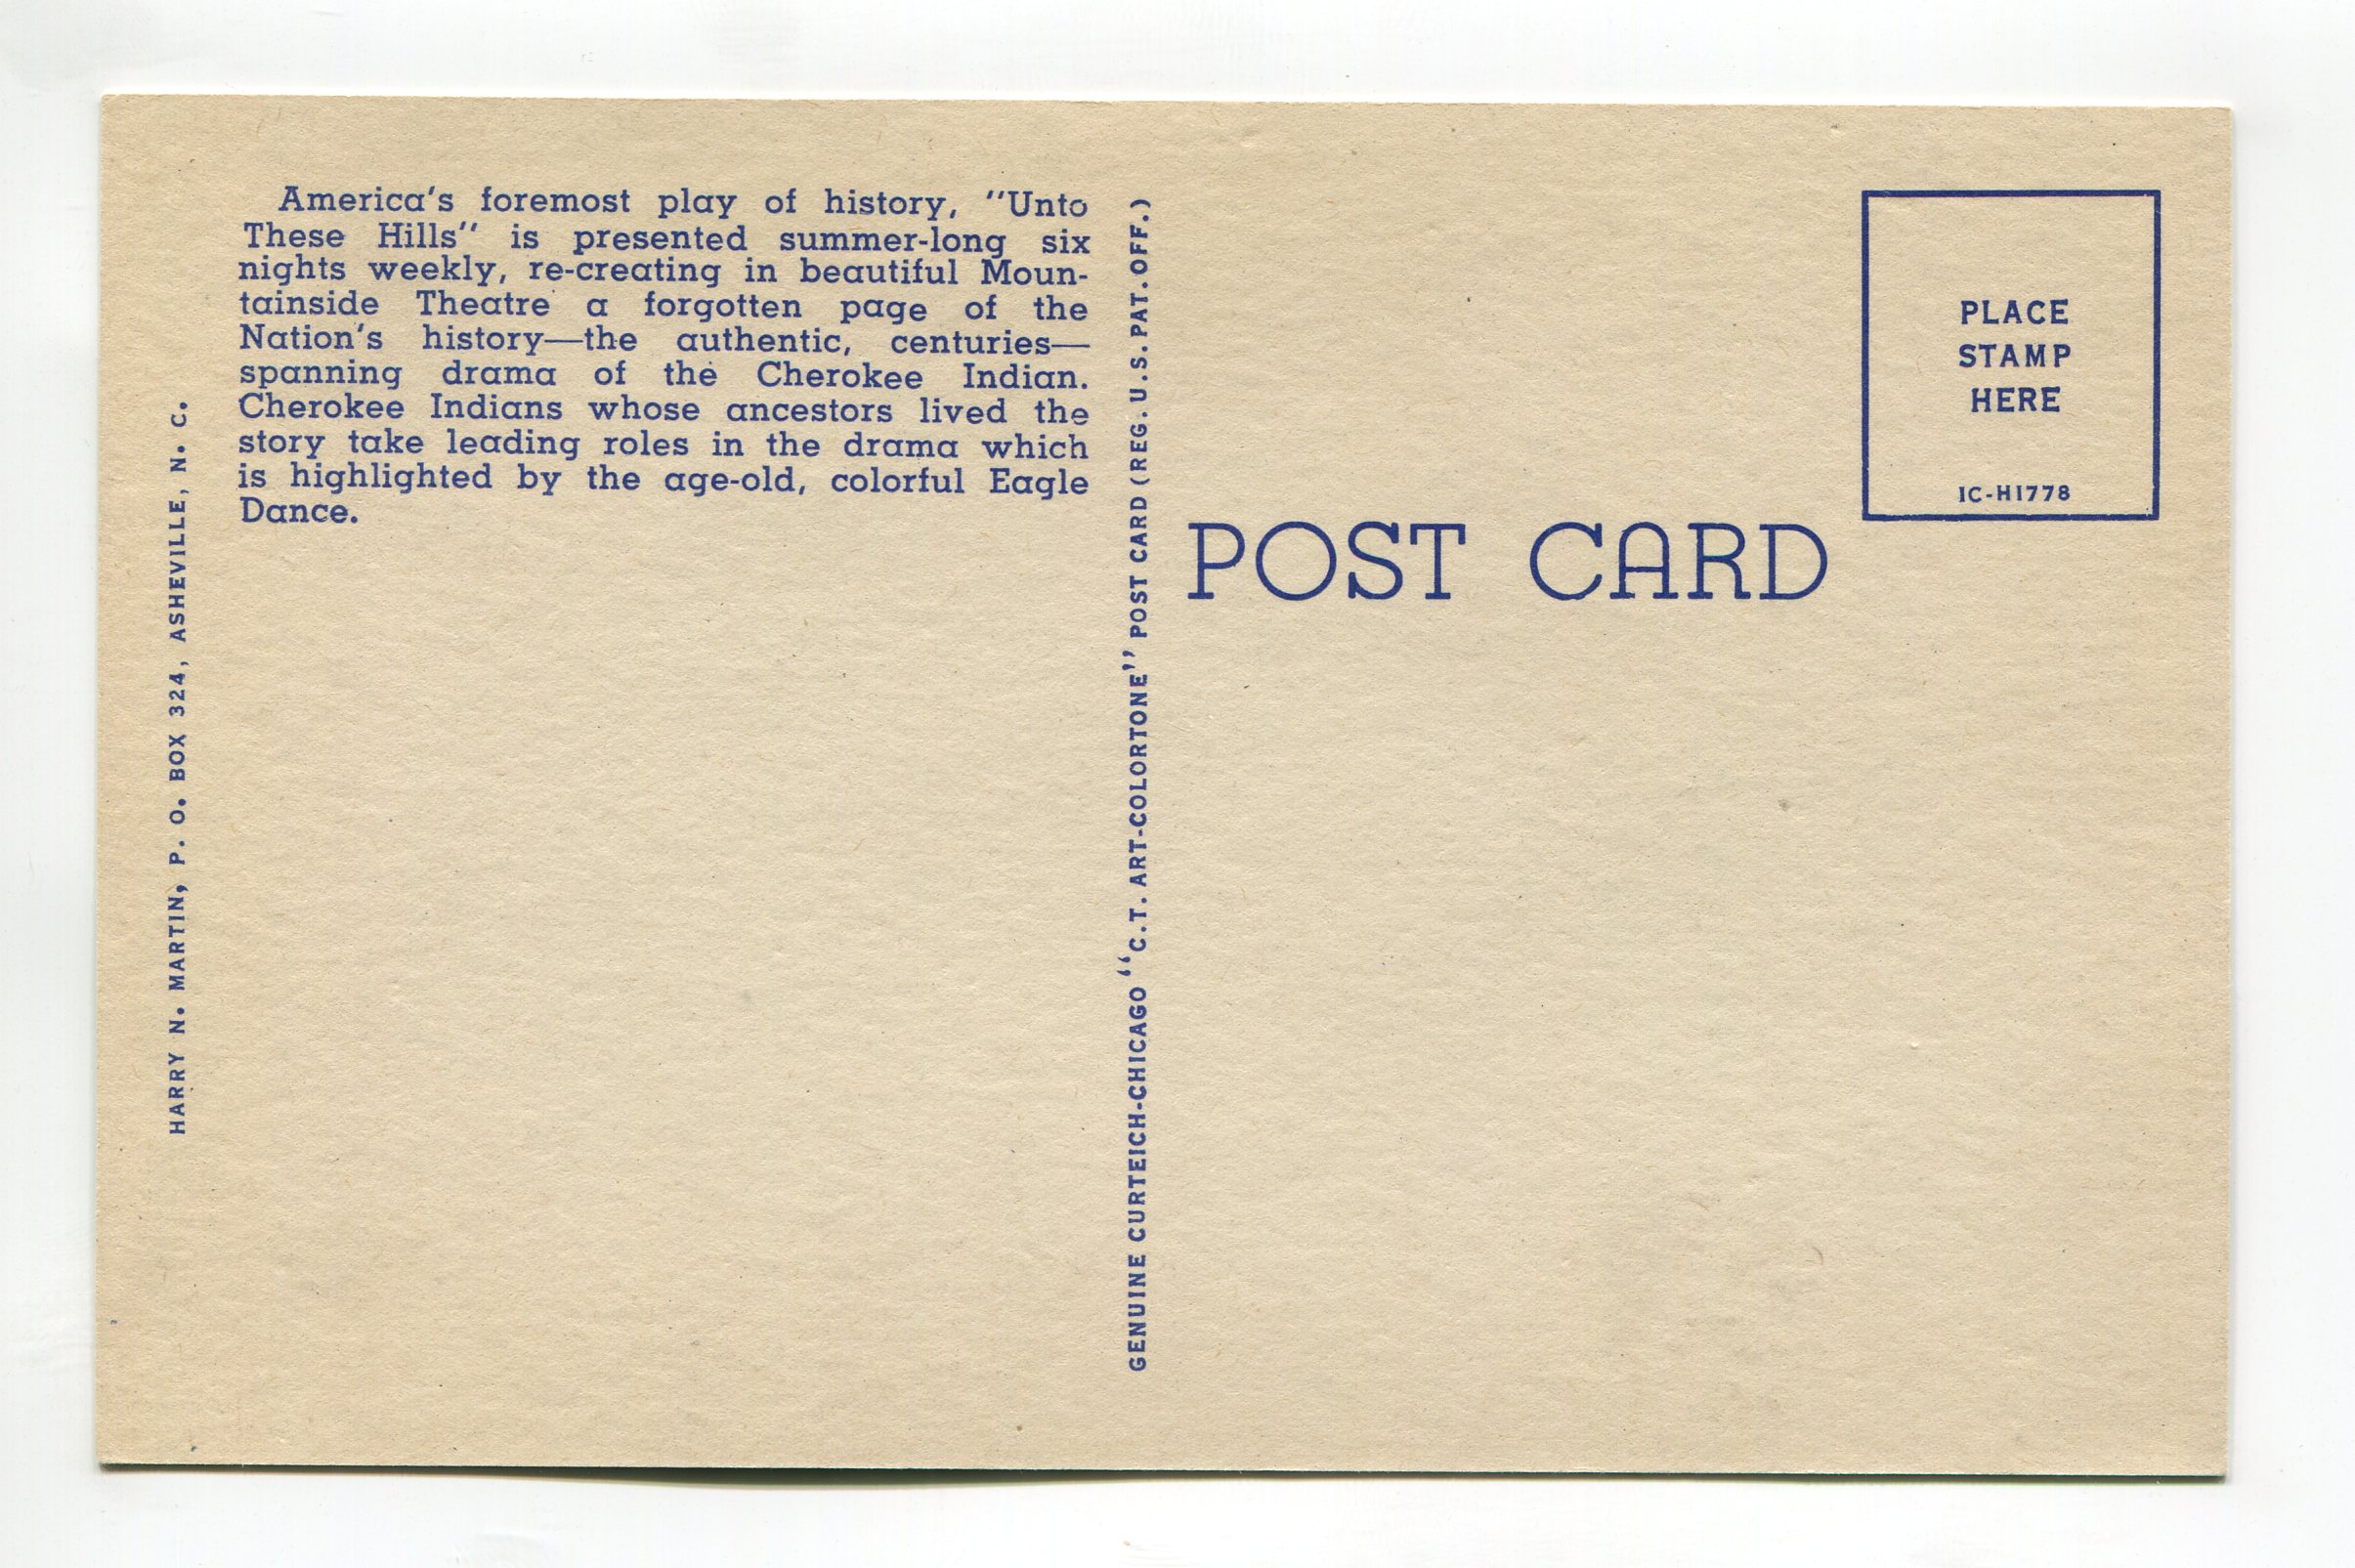 America's foremost play of history, "Unto
These Hills" is presented summer-long six
nights weekly, re-creating in beautiful Moun-
tainside Theatre a forgotten page of the
Nation's history—the authentic, centuries—
spanning drama of the Cherokee Indian.
Cherokee Indians whose ancestors lived the
story take leading roles in the drama which
is highlighted by the age-old, colorful Eagle
Dance.
HARRY N. MARTIN, P. O. BOX 324, ASHEVILLE, N. C.
GENUINE CURTEICH-CHICAGO "C.T. ART-COLORTONE" POST CARD (REG. U.S. PAT. OFF.)
POST CARD
PLACE
STAMP
HERE
1C-H1778